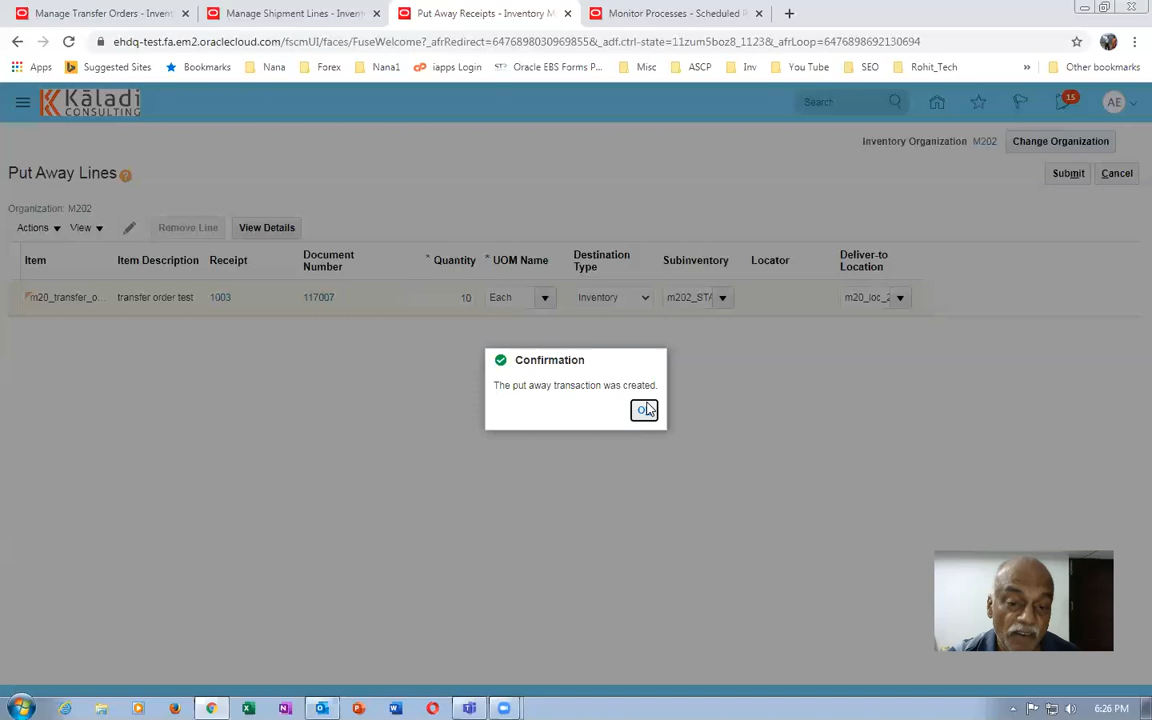 Manage Transfer Orders - Invent
Manage Shipment Lines - Invento
Put Away Receipts - Inventory M
Monitor Processes - Scheduled P
ehdq-test.fa.em2.oraclecloud.com/fscmUI/faces/FuseWelcome?_afrRedirect=6476898030969855&_adf.ctrl-state=11zum5boz8_1123&_afrLoop=6476898692130694
Apps
Suggested Sites
Bookmarks
Nana
Forex
Nana1
iapps Login
Oracle EBS Forms P...
Misc
ASCP
Inv
You Tube
SEO
Rohit_Tech
»
Other bookmarks
Kāladi
CONSULTING
Search
15
AE
Inventory Organization M202
Change Organization
Put Away Lines
Submit
Cancel
Organization: M202
Actions
View
Remove Line
View Details
Item
Item Description
Receipt
Document Number
* Quantity
* UOM Name
Destination Type
Subinventory
Locator
Deliver-to Location
m20_transfer_o...
transfer order test
1003
117007
10
Each
Inventory
m202_STA
m20_loc_2
Confirmation
The put away transaction was created.
6:26 PM